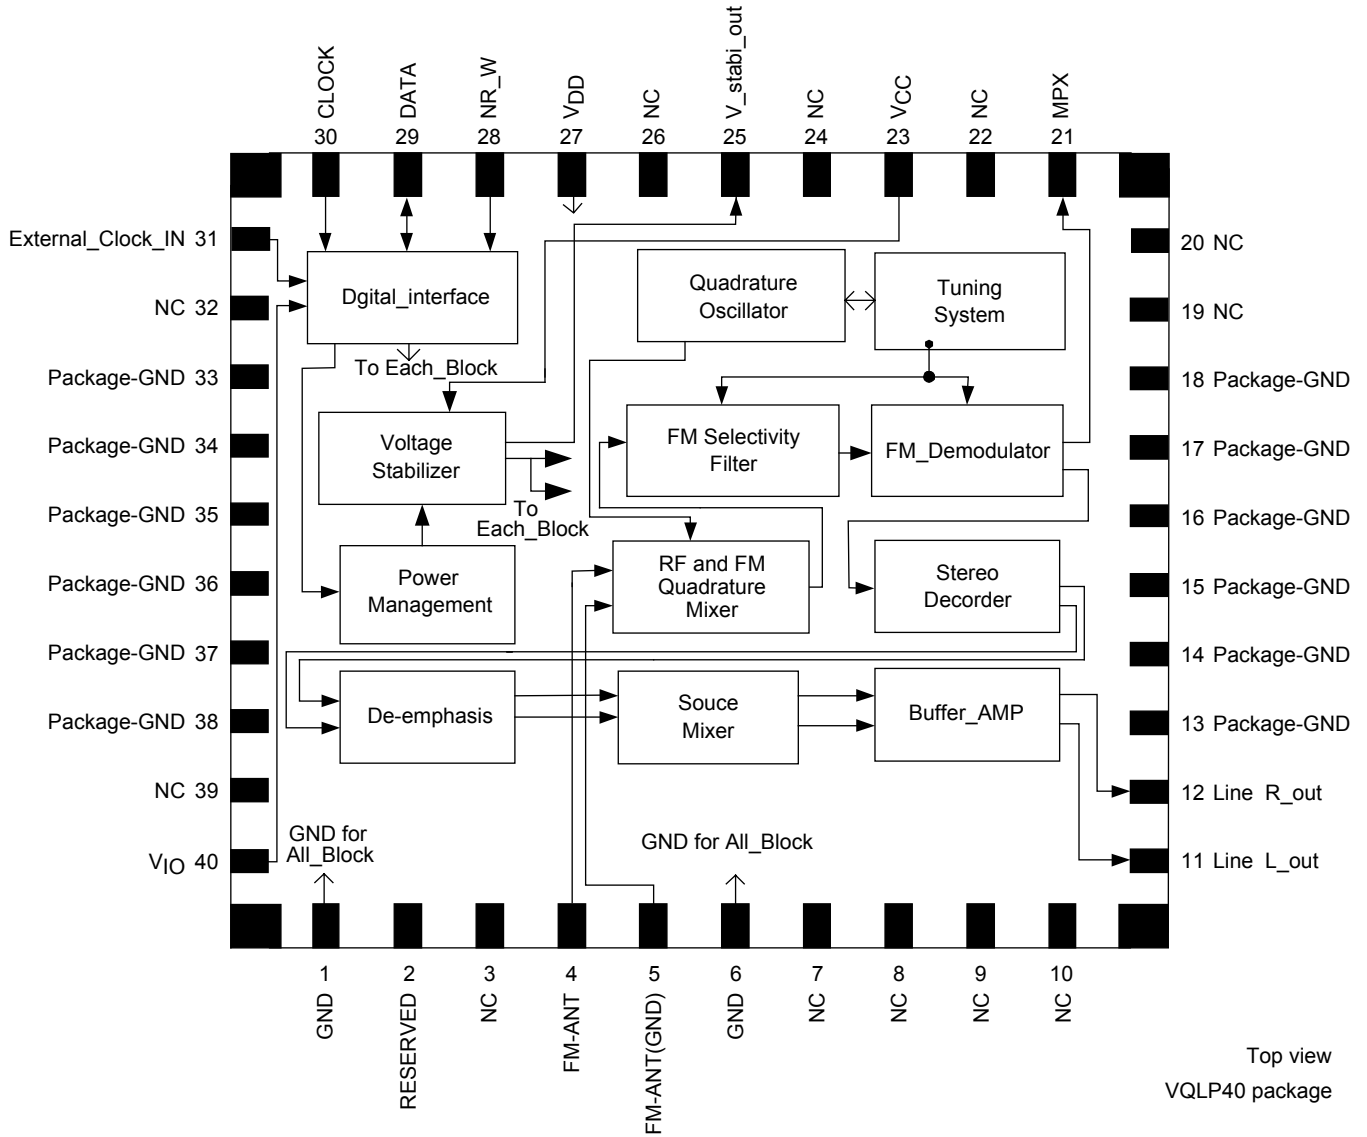 CLOCK
DATA
NR_W
VDD
NC
V_stabi_out
NC
VCC
NC
MPX
30
29
28
27
26
25
24
23
22
21
External_Clock_IN 31
NC 32
Package-GND 33
Package-GND 34
Package-GND 35
Package-GND 36
Package-GND 37
Package-GND 38
NC 39
VIO 40
20 NC
19 NC
18 Package-GND
17 Package-GND
16 Package-GND
15 Package-GND
14 Package-GND
13 Package-GND
12 Line R_out
11 Line L_out
Dgital_interface
To Each_Block
Quadrature
Oscillator
Tuning
System
Voltage
Stabilizer
To
Each_Block
FM Selectivity
Filter
FM_Demodulator
Power
Management
RF and FM
Quadrature
Mixer
Stereo
Decorder
De-emphasis
Souce
Mixer
Buffer_AMP
GND for
All_Block
GND for All_Block
1
2
3
4
5
6
7
8
9
10
GND
RESERVED
NC
FM-ANT
FM-ANT(GND)
GND
NC
NC
NC
NC
Top view
VQLP40 package